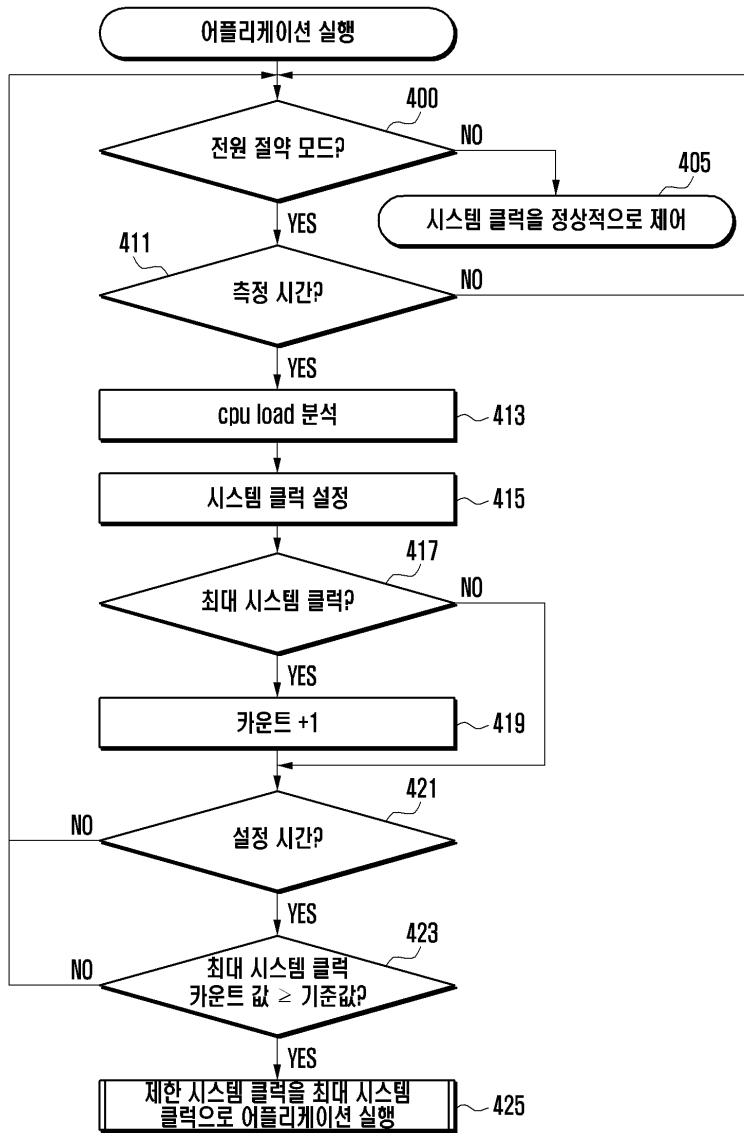 어플리케이션 실행
400
전원 절약 모드?
NO
405
시스템 클럭을 정상적으로 제어
YES
411
측정 시간?
NO
YES
cpu load 분석
413
시스템 클럭 설정
415
417
최대 시스템 클럭?
NO
YES
카운트 +1
419
421
설정 시간?
NO
YES
423
최대 시스템 클럭
카운트 값 ≥ 기준값?
NO
YES
제한 시스템 클럭을 최대 시스템
클럭으로 어플리케이션 실행
425